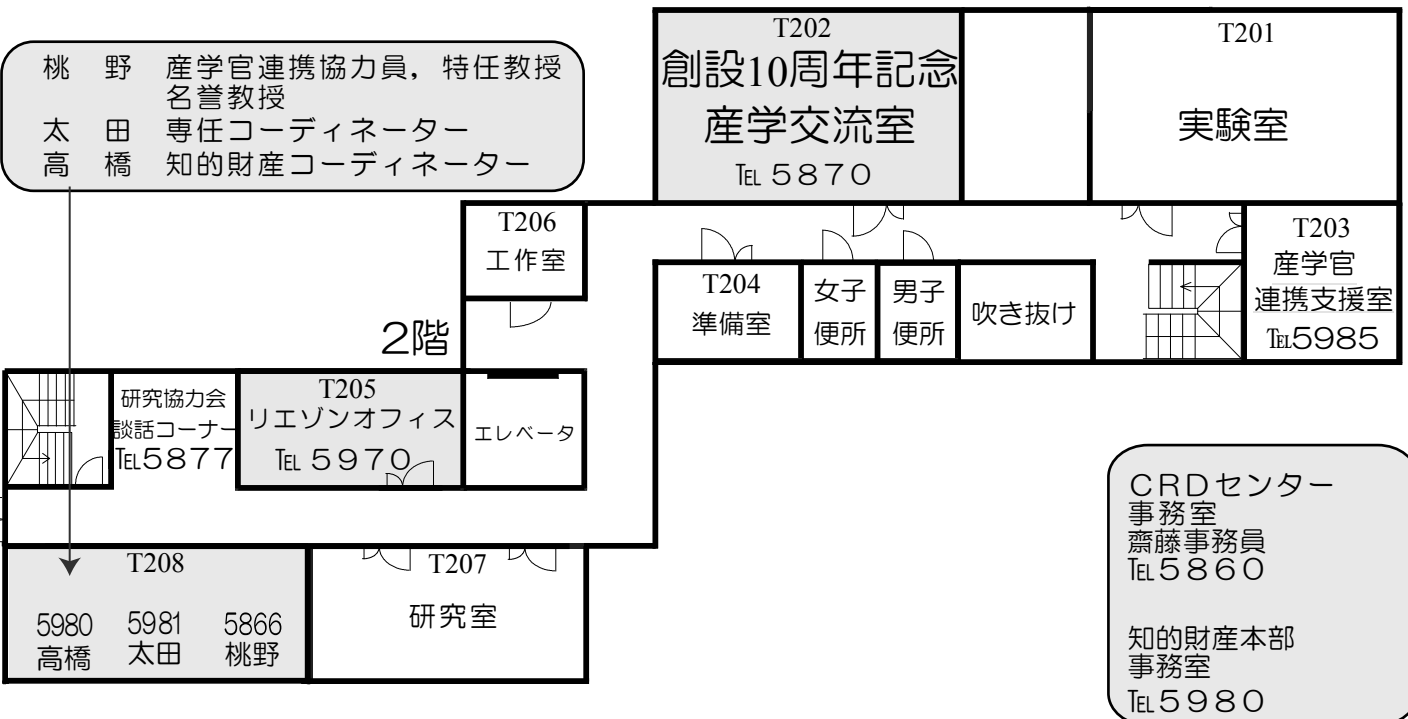 桃　野　産学官連携協力員，特任教授
名誉教授
太　田　専任コーディネーター
高　橋　知的財産コーディネーター
T202
創設10周年記念
産学交流室
℡ 5870
T201
実験室
T206
工作室
T204
準備室
女子
便所
男子
便所
吹き抜け
T203
産学官
連携支援室
℡5985
2階
研究協力会
談話コーナー
℡5877
T205
リエゾンオフィス
℡ 5970
エレベータ
T208
5980 5981 5866
高橋 太田 桃野
T207
研究室
CRDセンター
事務室
齋藤事務員
℡5860
知的財産本部
事務室
℡5980